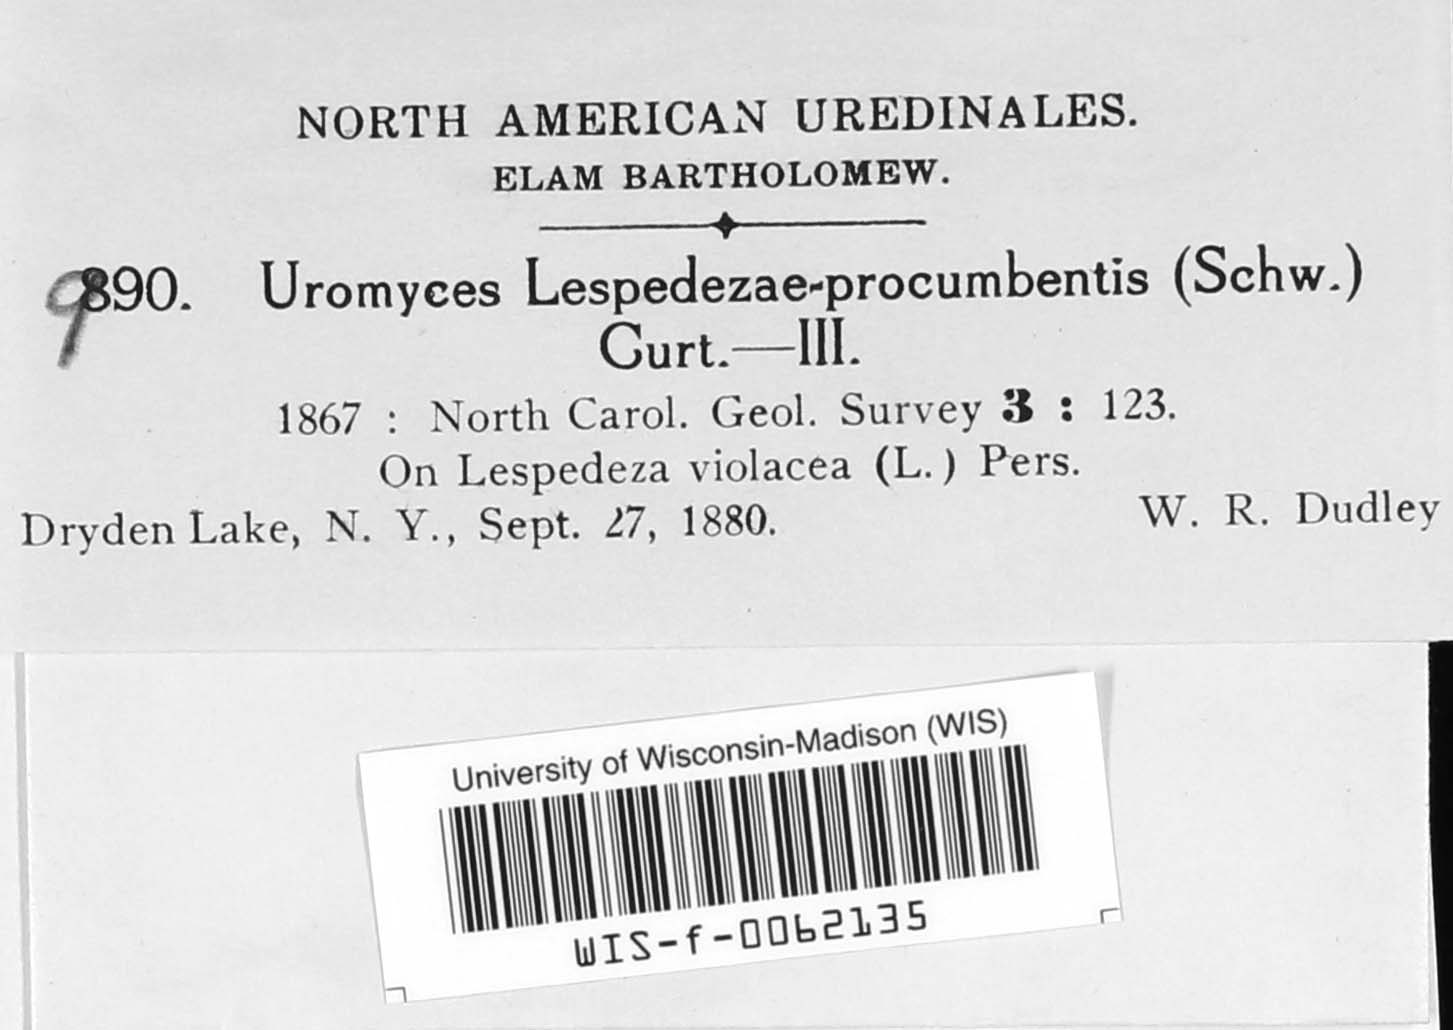 NORTH AMERICAN UREDINALES.
ELAM BARTHOLOMEW.
9890. Uromyces Lespedezae-procumbentis (Schw.)
Curt.—III.
1867 : North Carol. Geol. Survey 3 : 123.
On Lespedeza violacea (L.) Pers.
Dryden Lake, N. Y., Sept. 27, 1880. W. R. Dudley
University of Wisconsin-Madison (WIS)
WIS-f-0062135